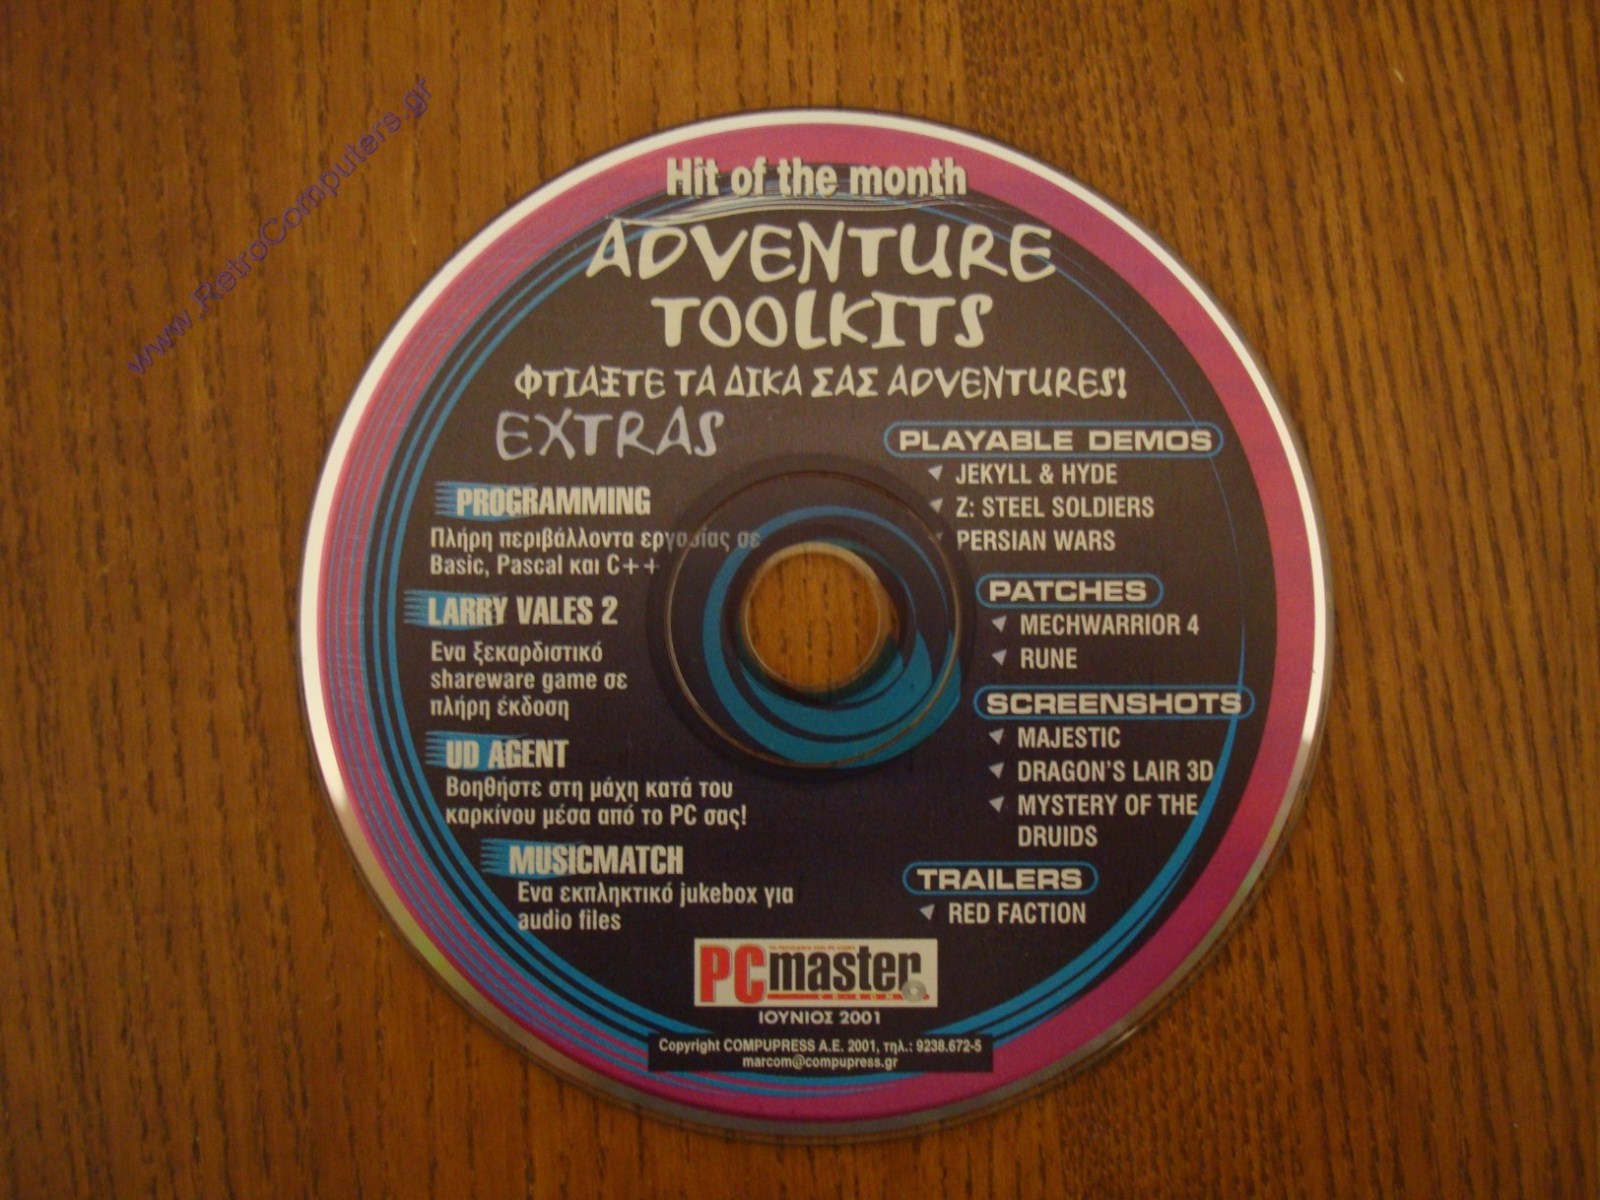 www.RetroComputers.gr
Hit of the month
ADVENTURE
TOOLKITS
ΦΤΙΑΞΤΕ ΤΑ ΔΙΚΑ ΣΑΣ ADVENTURES!
EXTRAS
PROGRAMMING
Πλήρη περιβάλλοντα εργασίας σε
Basic, Pascal και C++
LARRY VALES 2
Ενα ξεκαρδιστικό
shareware game σε
πλήρη έκδοση
UD AGENT
Βοηθήστε στη μάχη κατά του
καρκίνου μέσα από το PC σας!
MUSICMATCH
Ενα εκπληκτικό jukebox για
audio files
PLAYABLE DEMOS
JEKYLL & HYDE
Z: STEEL SOLDIERS
PERSIAN WARS
PATCHES
MECHWARRIOR 4
RUNE
SCREENSHOTS
MAJESTIC
DRAGON'S LAIR 3D
MYSTERY OF THE
DRUIDS
TRAILERS
RED FACTION
PC master
CD-ROM
ΙΟΥΝΙΟΣ 2001
Copyright COMPUPRESS A.E. 2001, τηλ.: 9238.672-5
marcom@compupress.gr